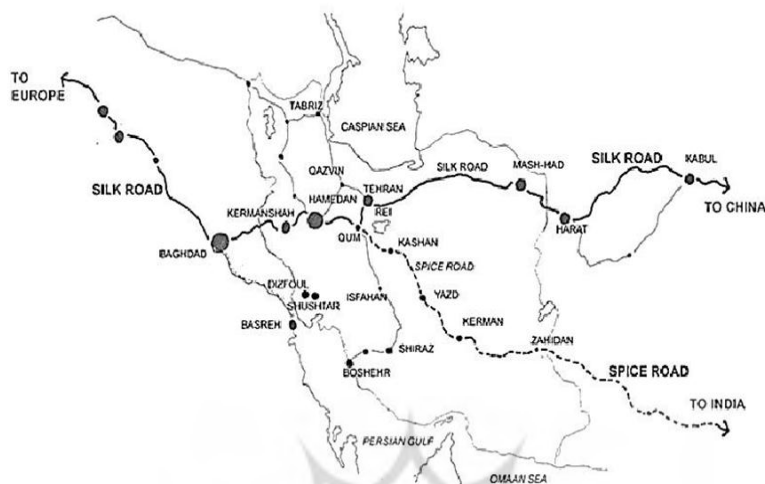 TO
EUROPE
TABRIZ
CASPIAN SEA
QAZVIN
SILK ROAD
MASH-HAD
SILK ROAD
KABUL
TO CHINA
SILK ROAD
HAMEDAN
TEHRAN
(REI)
KERMANSHAH
HARAT
BAGHDAD
QUM
KASHAN
SPICE ROAD
DIZFOUL
SHUSHTAR
ISFAHAN
YAZD
BASREH
KERMAN
ZAHIDAN
SHIRAZ
BOSHEHR
SPICE ROAD
TO INDIA
PERSIAN GULF
OMAAN SEA